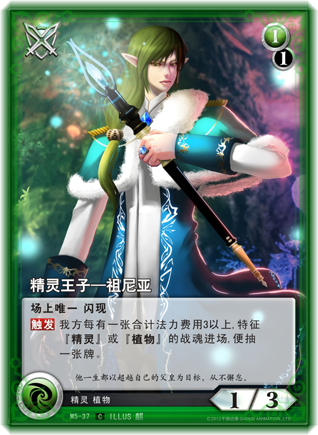 1
1
精灵王子—祖尼亚
场上唯一 闪现
触发 我方每有一张合计法力费用3以上,特征
『精灵』或『植物』的战魂进场,便抽
一张牌。
他一生都以超越自己的父皇为目标,从不懈怠。
精灵 植物
1/3
MS-37 C ILLUS:麒